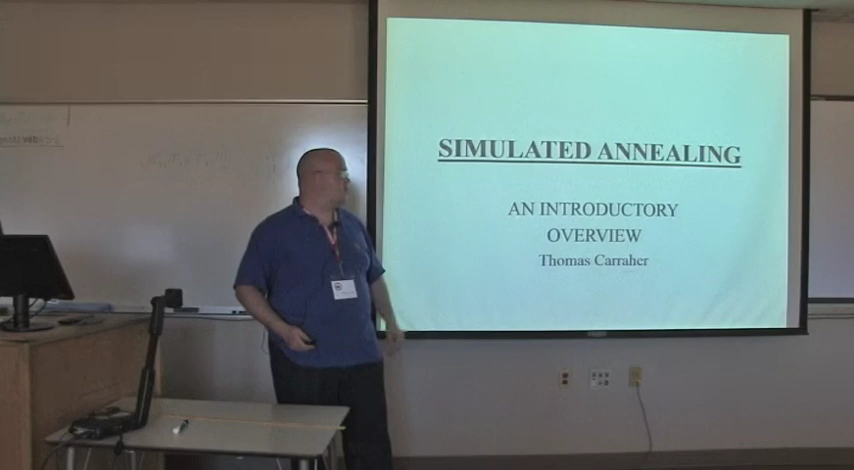 SIMULATED ANNEALING
AN INTRODUCTORY
OVERVIEW
Thomas Carraher